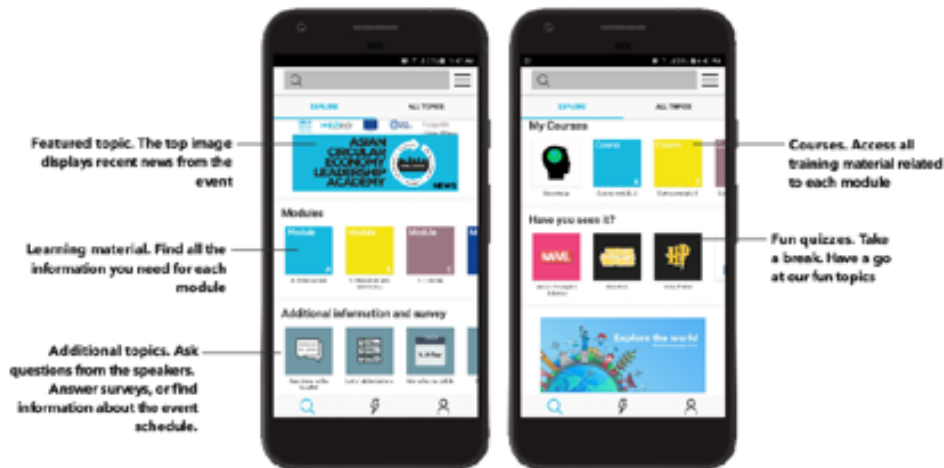 EXPLORE
ALL TOPICS
Featured topic. The top image
displays recent news from the
event
ASIAN
CIRCULAR
ECONOMY
LEADERSHIP
ACADEMY
NEWS
Modules
Module
Module
Module
Learning material. Find all the
information you need for each
module
Additional information and survey
Additional topics. Ask
questions from the speakers.
Answer surveys, or find
information about the event
schedule.
EXPLORE
ALL TOPICS
My Courses
Course
Course
Courses. Access all
training material related
to each module
Have you seen it?
MARVEL
HP
Fun quizzes. Take
a break. Have a go
at our fun topics
Explore the world